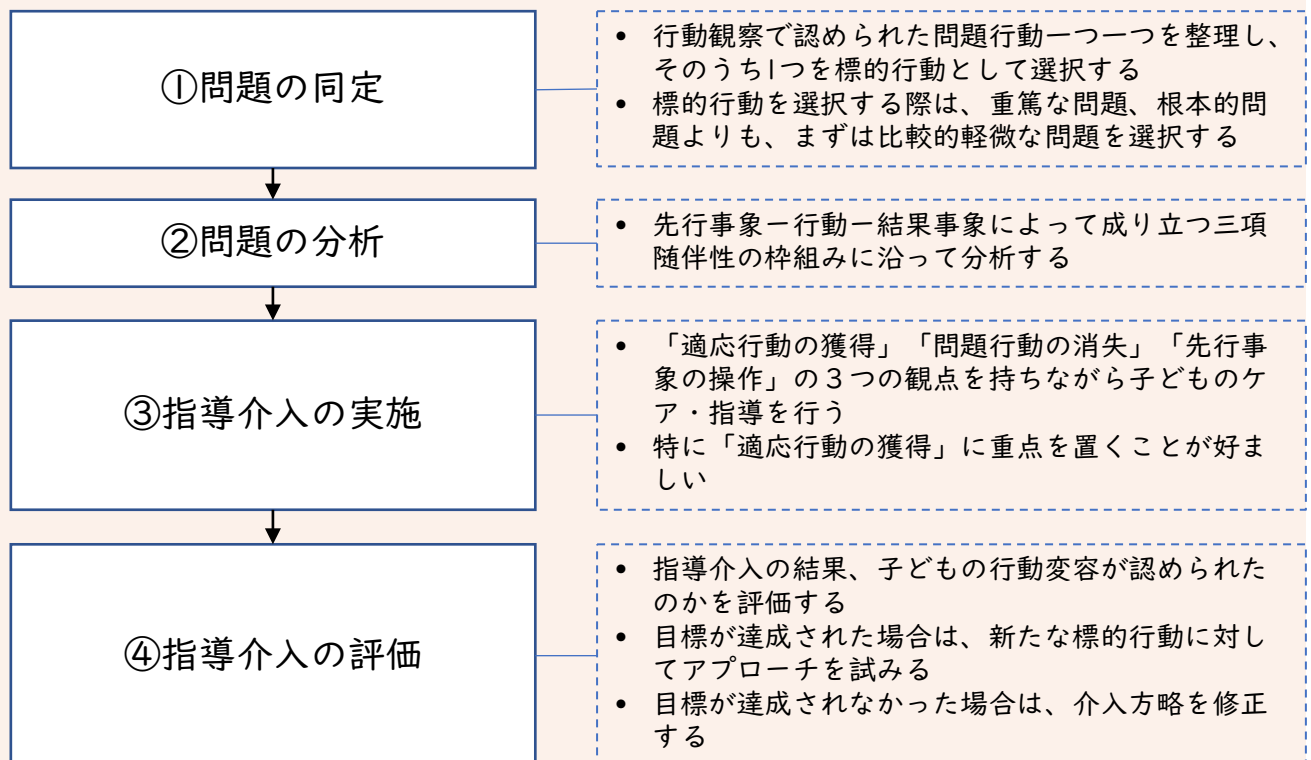 ①問題の同定
• 行動観察で認められた問題行動一つ一つを整理し、
そのうち1つを標的行動として選択する
• 標的行動を選択する際は、重篤な問題、根本的問
題よりも、まずは比較的軽微な問題を選択する
②問題の分析
• 先行事象ー行動ー結果事象によって成り立つ三項
随伴性の枠組みに沿って分析する
③指導介入の実施
• 「適応行動の獲得」「問題行動の消失」「先行事
象の操作」の３つの観点を持ちながら子どものケ
ア・指導を行う
• 特に「適応行動の獲得」に重点を置くことが好ま
しい
④指導介入の評価
• 指導介入の結果、子どもの行動変容が認められた
のかを評価する
• 目標が達成された場合は、新たな標的行動に対し
てアプローチを試みる
• 目標が達成されなかった場合は、介入方略を修正
する